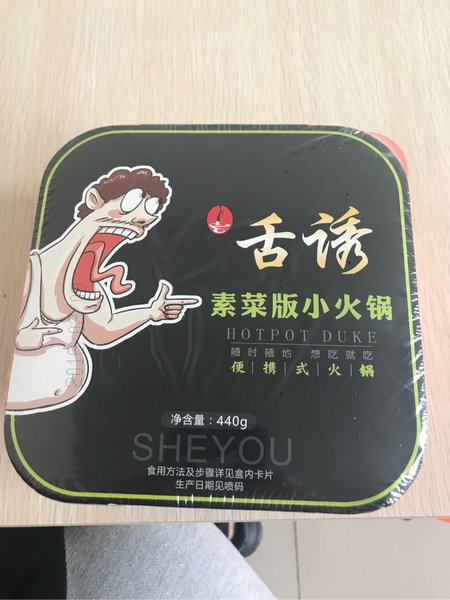 舌诱
素菜版小火锅
HOTPOT DUKE
随时随地 想吃就吃
便|携|式|火|锅
净含量：440g
SHEYOU
食用方法及步骤详见盒内卡片
生产日期见喷码